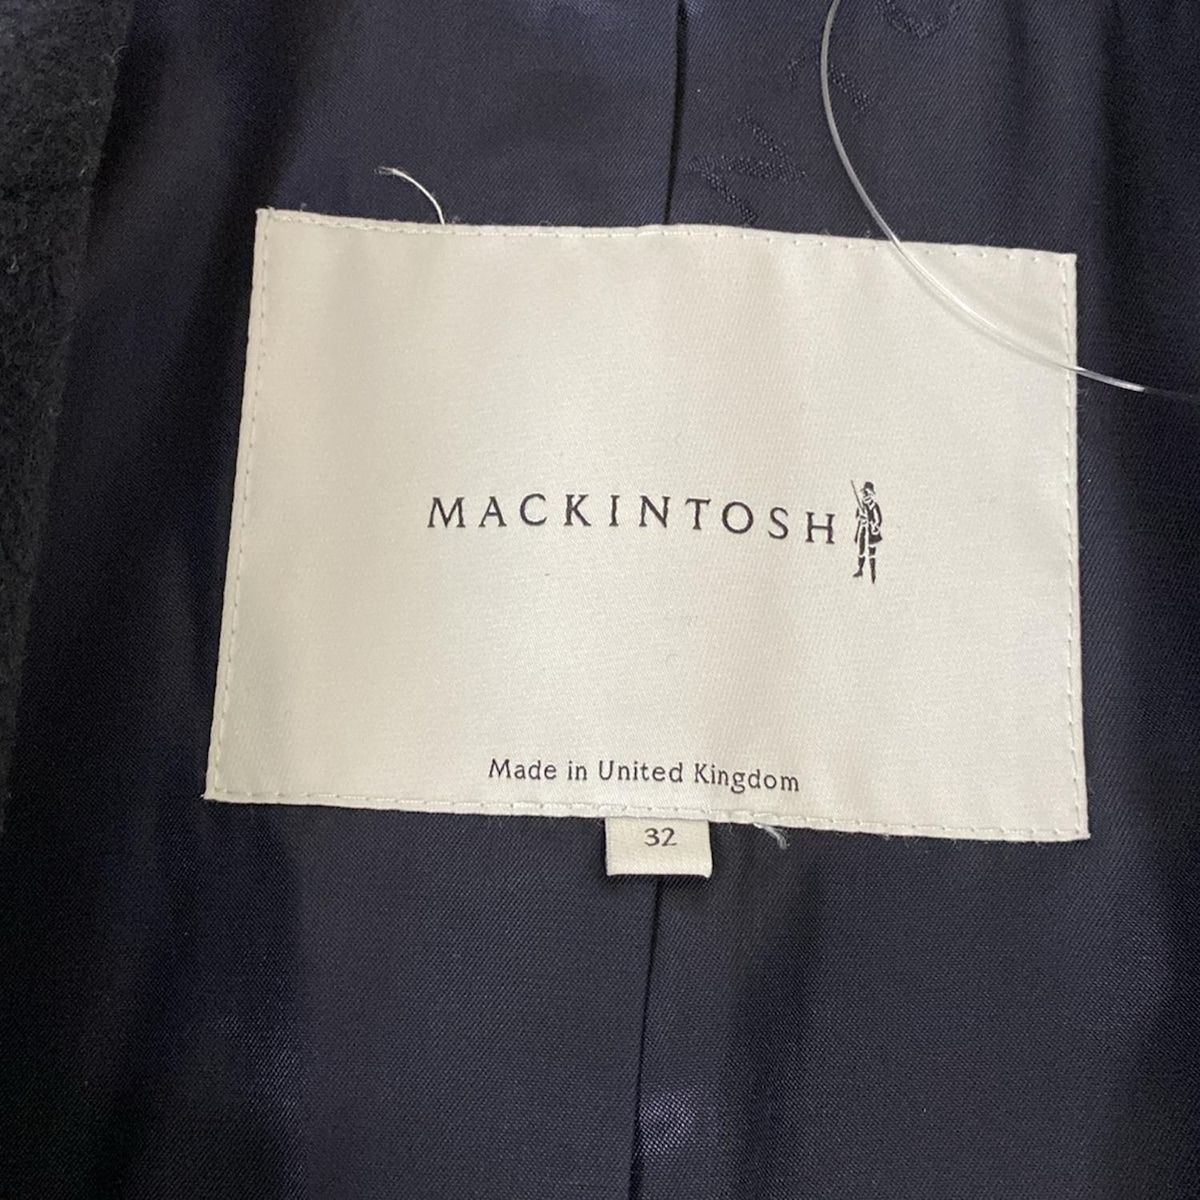 MACKINTOSH
Made in United Kingdom
32